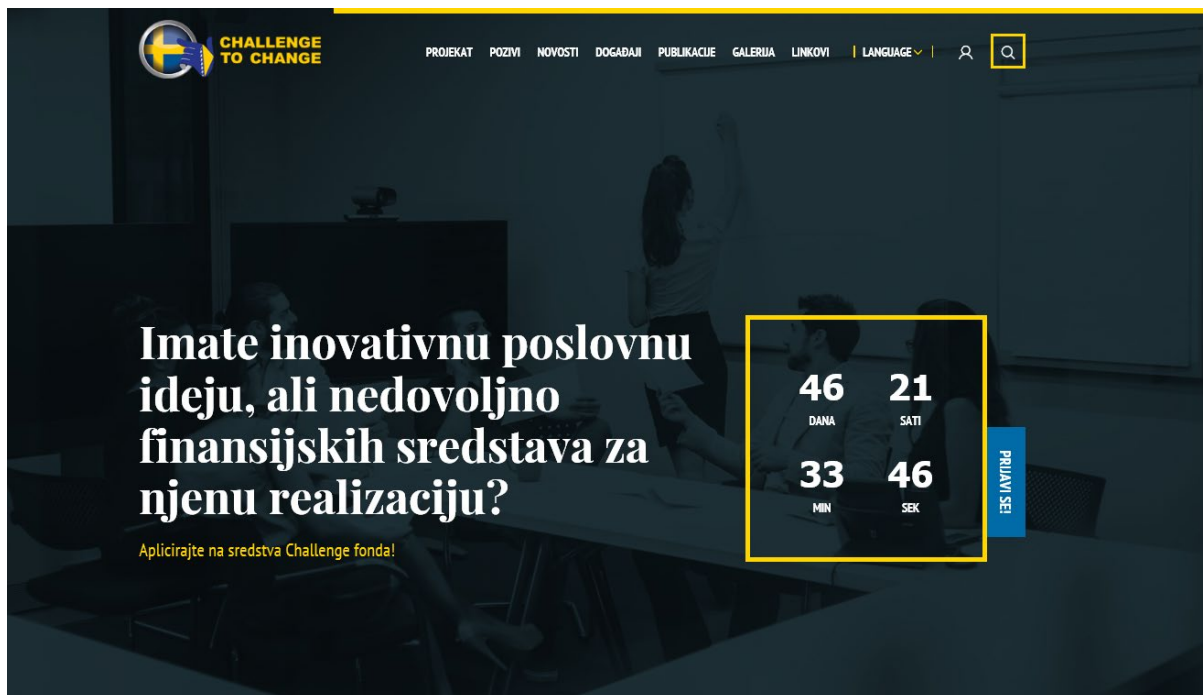 CHALLENGE
TO CHANGE
PROJEKAT POZIVI NOVOSTI DOGAĐAJI PUBLIKACIJE GALERIJA LINKOVI | LANGUAGE |
Imate inovativnu poslovnu
ideju, ali nedovoljno
finansijskih sredstava za
njenu realizaciju?
Aplicirajte na sredstva Challenge fonda!
46 21
DANA SATI
33 46
MIN SEK
PRIJAVI SE!